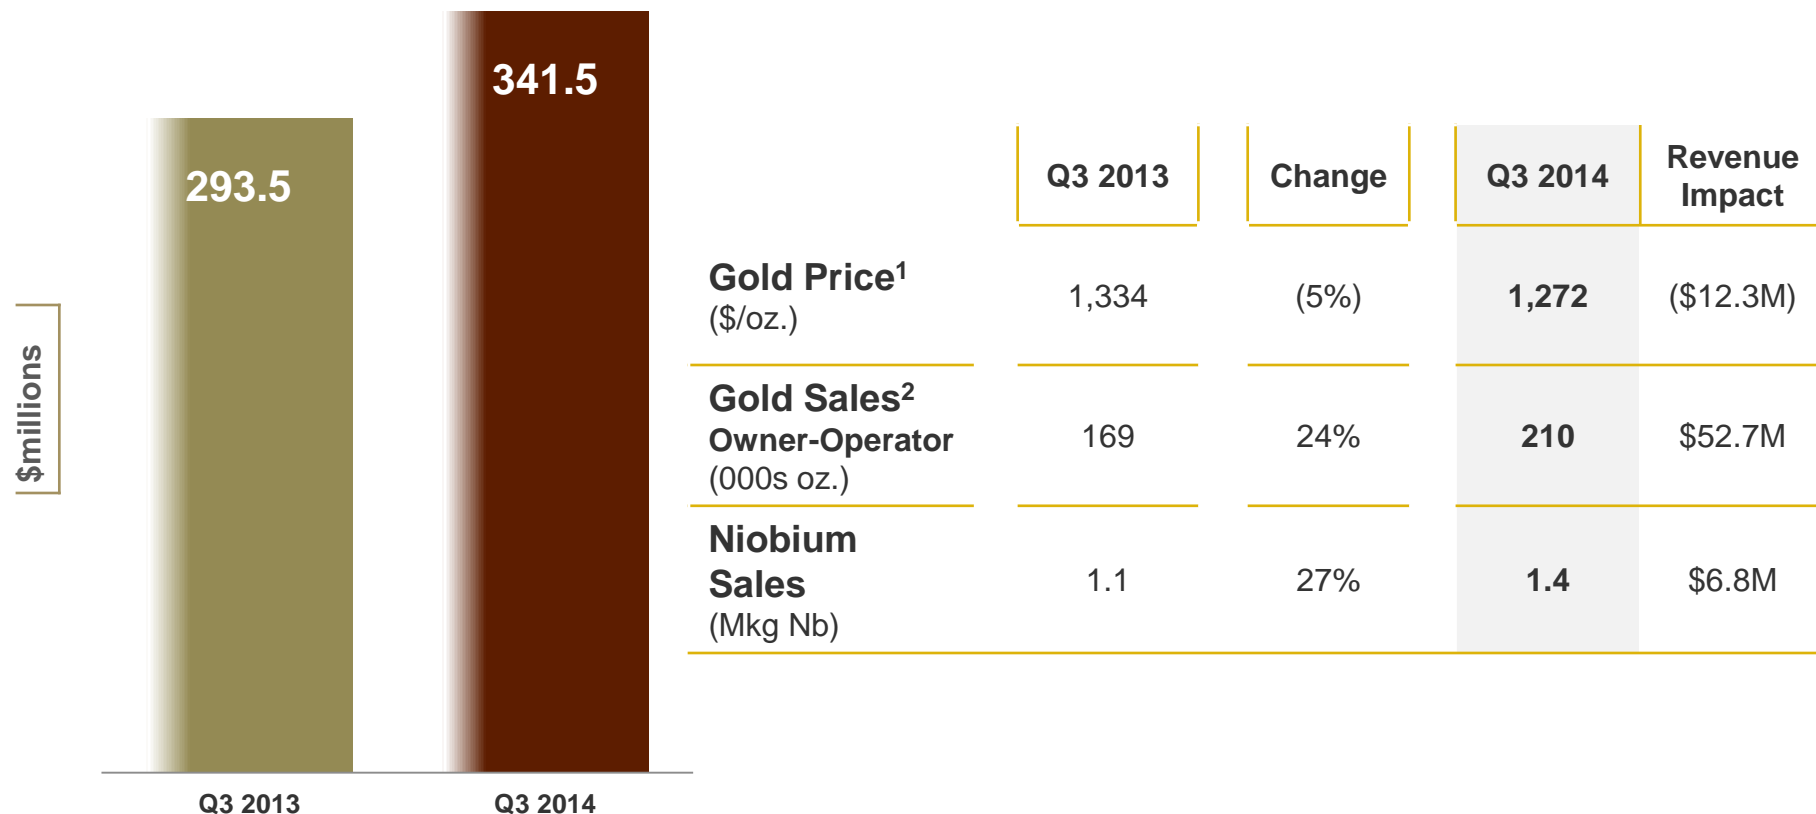 $millions
293.5
341.5
Q3 2013
Q3 2014
Q3 2013 Change Q3 2014 Revenue
Impact
Gold Price¹
($/oz.)
1,334 (5%) 1,272 ($12.3M)
Gold Sales²
Owner-Operator
(000s oz.)
169 24% 210 $52.7M
Niobium
Sales
(Mkg Nb)
1.1 27% 1.4 $6.8M